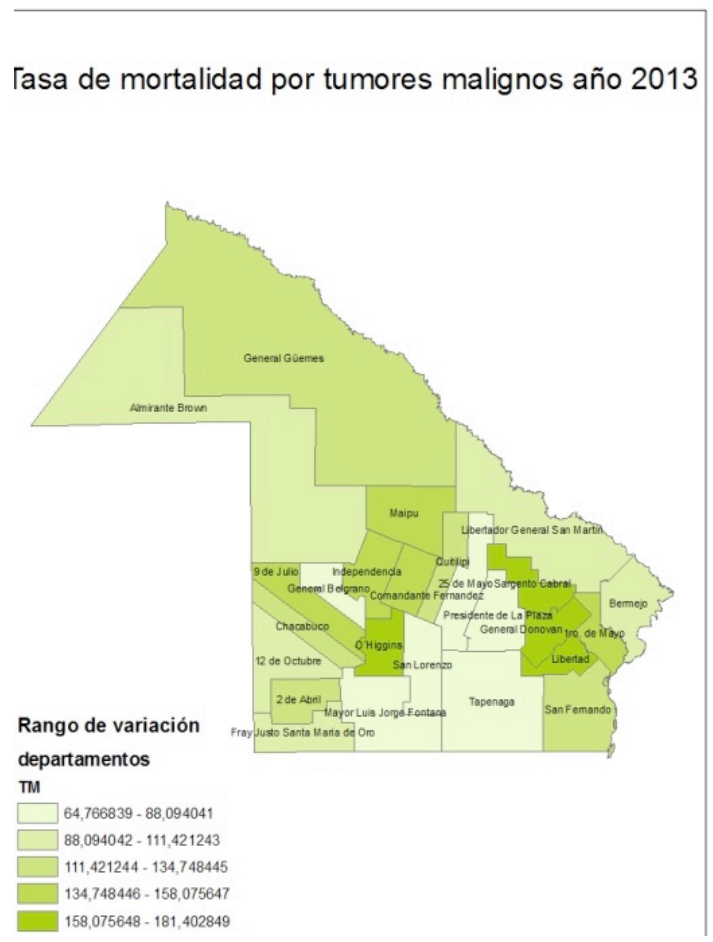 Tasa de mortalidad por tumores malignos año 2013
General Güemes
Almirante Brown
Maipu
Libertador General San Martin
9 de Julio
Independencia
Quitilipi
General Belgrano
25 de Mayo
Sargento Cabral
Comandante Fernandez
Bermejo
Presidente de La Plaza
Chacabuco
General Donovan
1ro. de Mayo
O'Higgins
12 de Octubre
San Lorenzo
Libertad
2 de Abril
Tapenaga
San Fernando
Mayor Luis Jorge Fontana
Fray Justo Santa Maria de Oro
Rango de variación
departamentos
TM
64,766839 - 88,094041
88,094042 - 111,421243
111,421244 - 134,748445
134,748446 - 158,075647
158,075648 - 181,402849